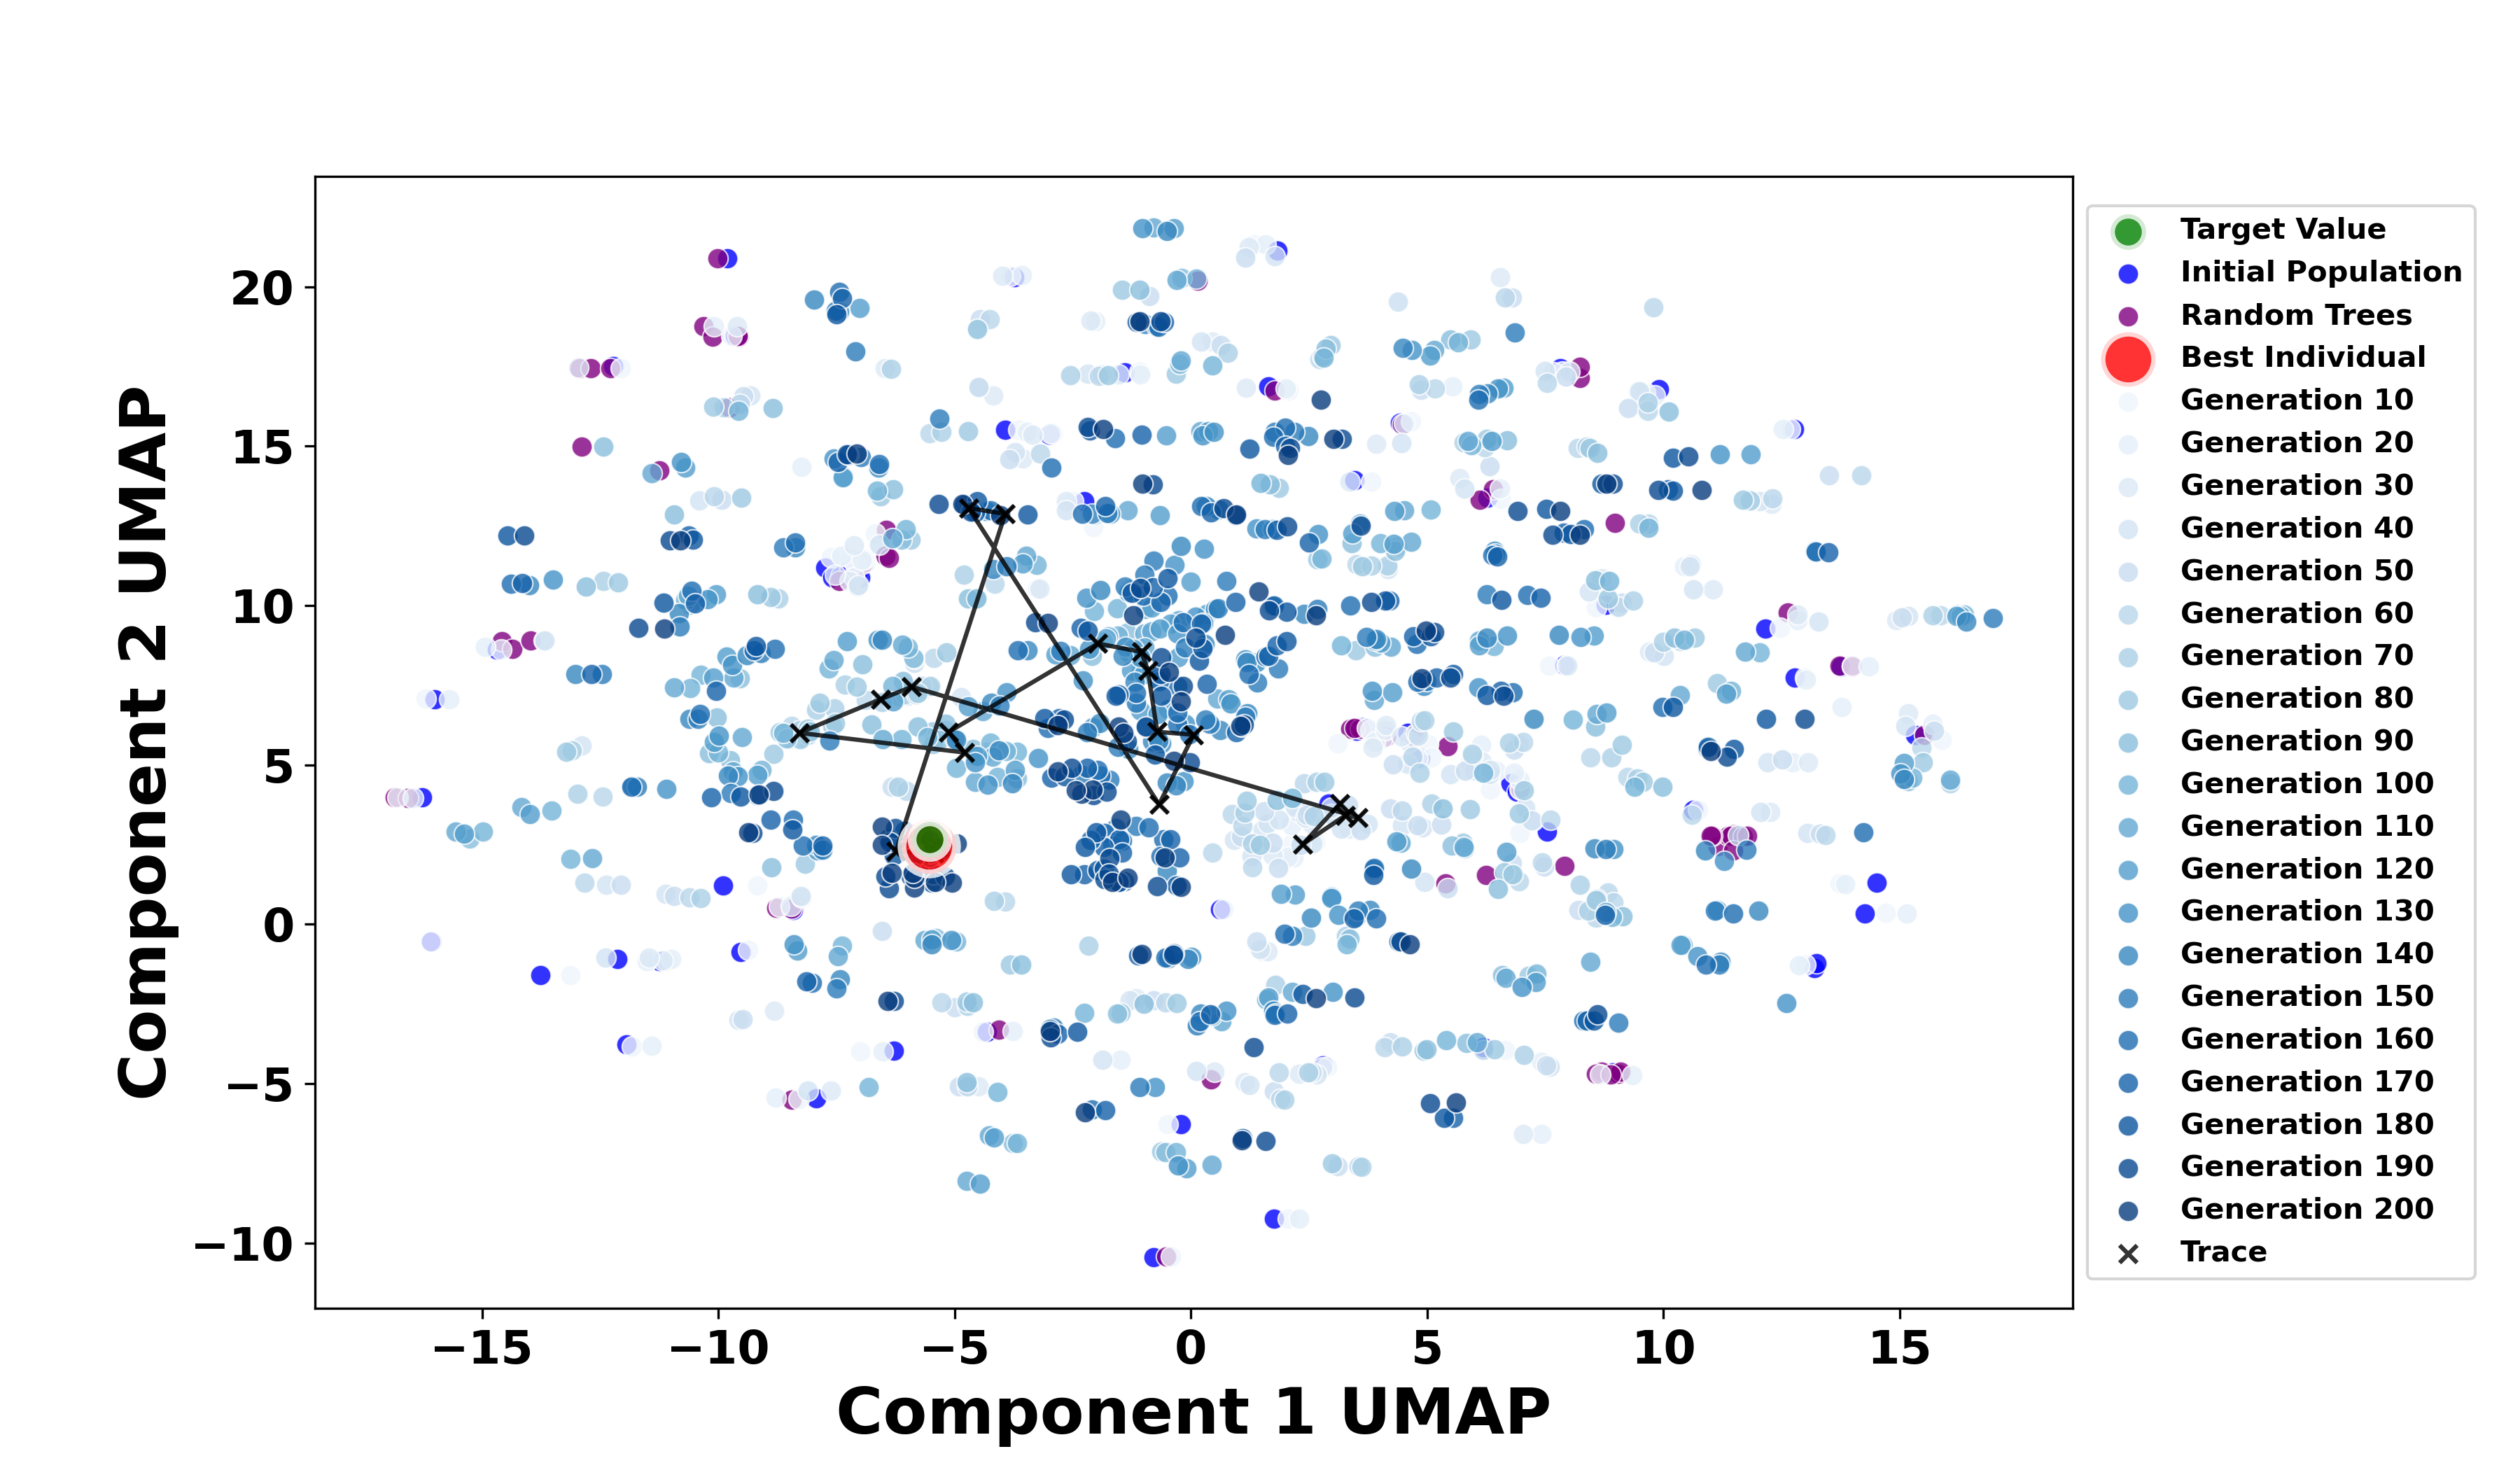 20
15
10
5
0
−5
−10
Component 2 UMAP
−15
−10
−5
0
5
10
15
Component 1 UMAP
Target Value
Initial Population
Random Trees
Best Individual
Generation 10
Generation 20
Generation 30
Generation 40
Generation 50
Generation 60
Generation 70
Generation 80
Generation 90
Generation 100
Generation 110
Generation 120
Generation 130
Generation 140
Generation 150
Generation 160
Generation 170
Generation 180
Generation 190
Generation 200
Trace